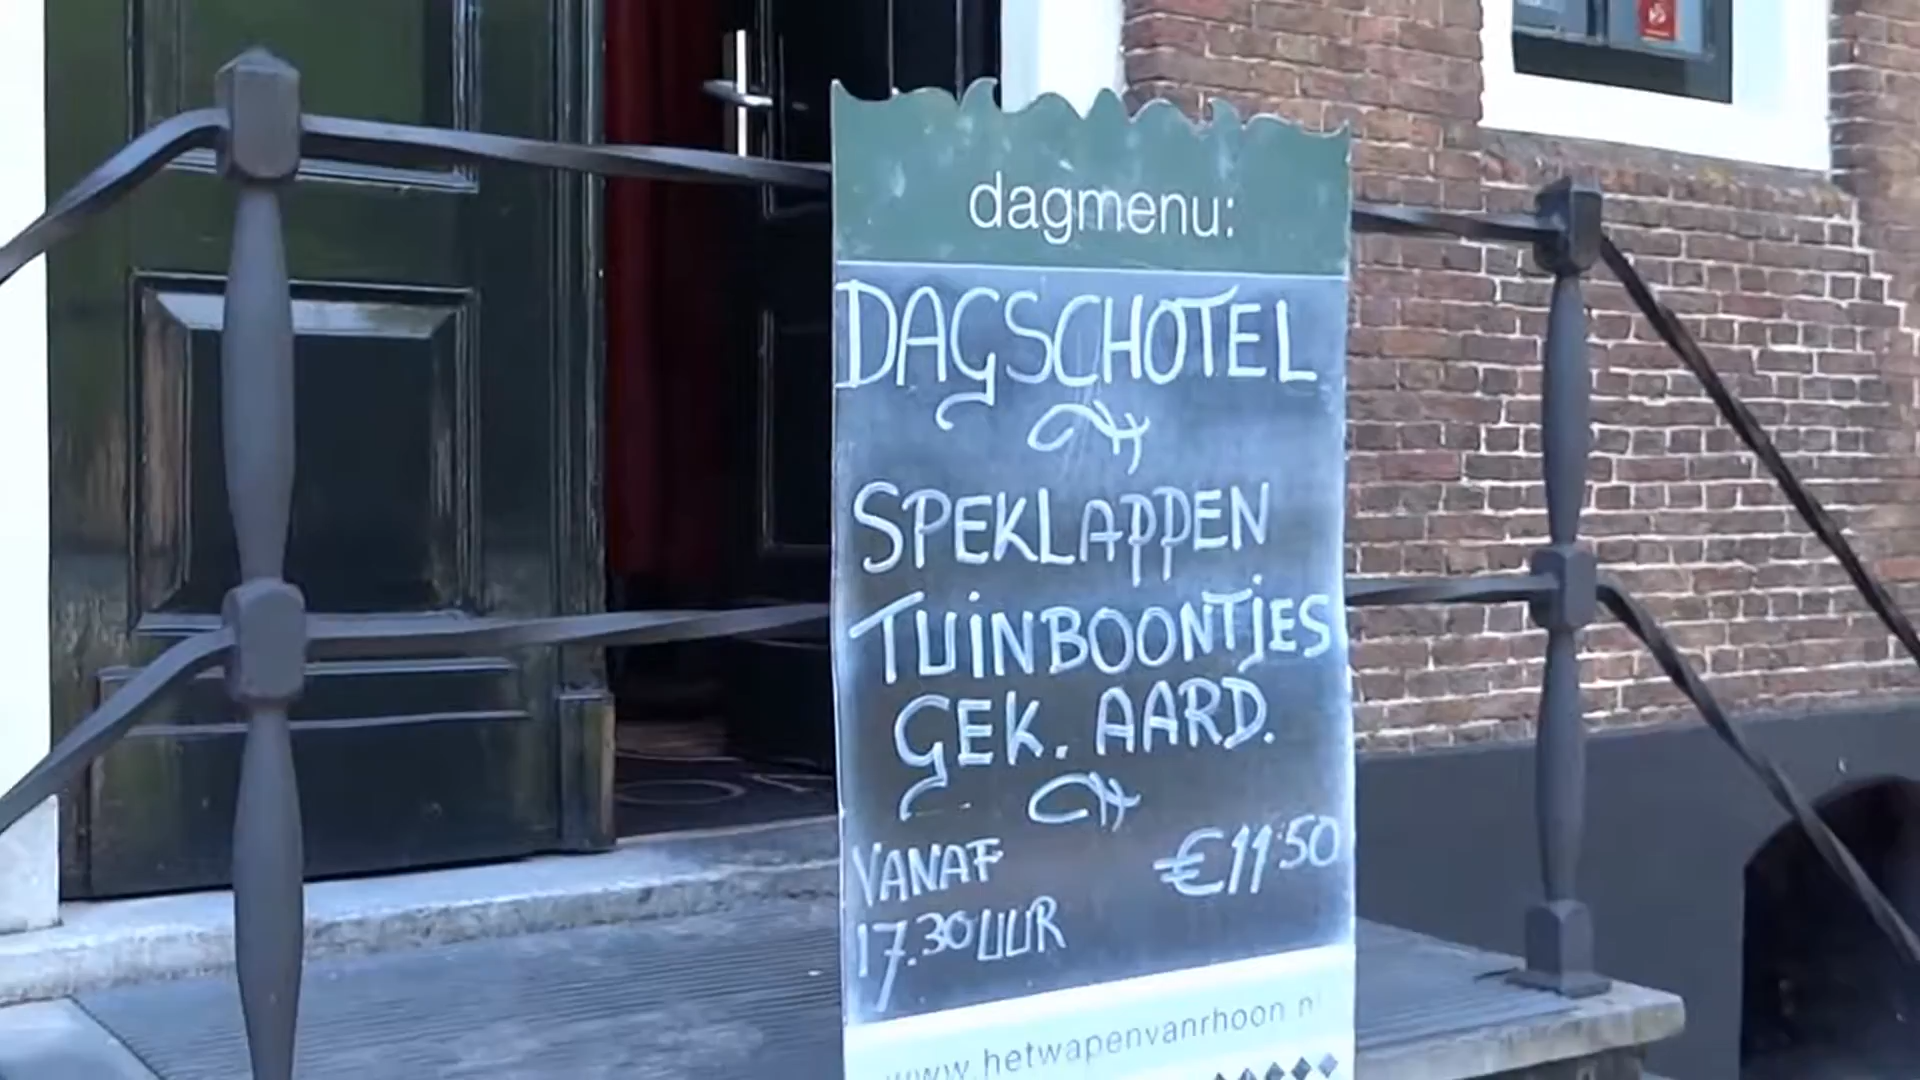 dagmenu:
DAGSCHOTEL
SPEKLAPPEN
TUINBOONTJES
GEK. AARD.
VANAF €11.50
17.30 UUR
www.hetwapenvanrhoon.nl